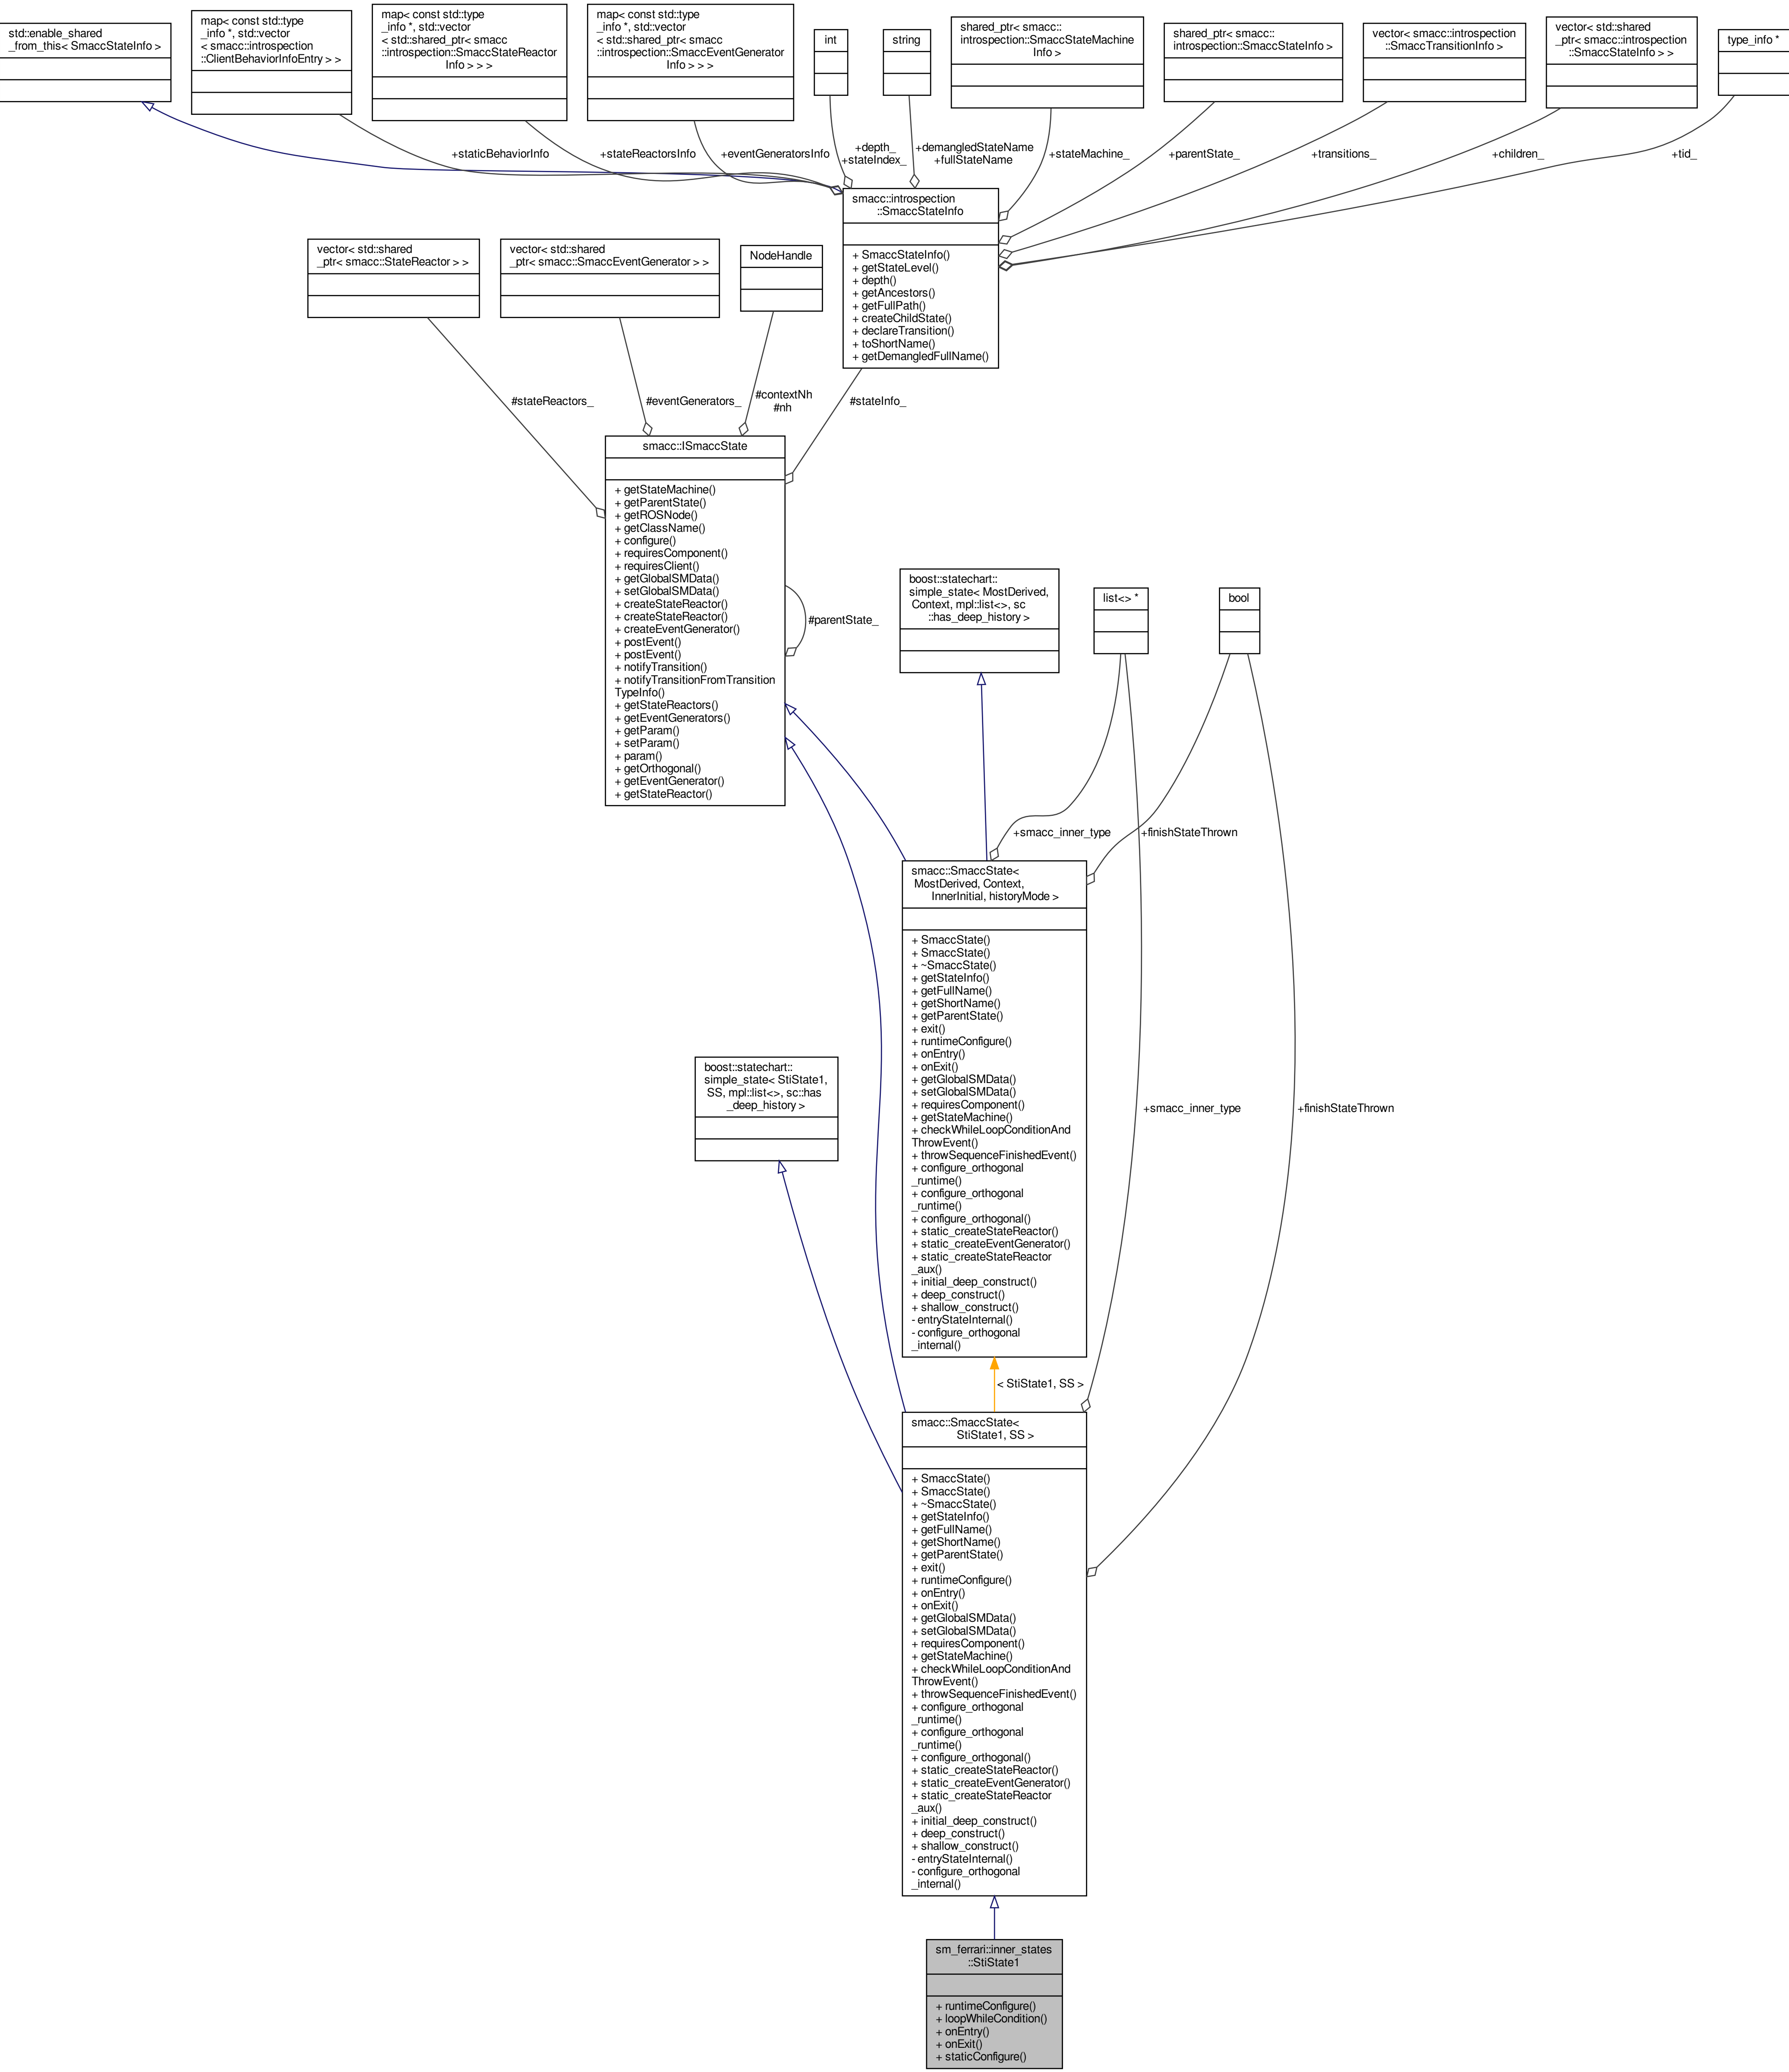 std::enable_shared
_from_this< SmaccStateInfo >
map< const std::type
_info *, std::vector
< smacc::introspection
::ClientBehaviorInfoEntry > >
map< const std::type
_info *, std::vector
< std::shared_ptr< smacc
::introspection::SmaccStateReactor
Info > > >
map< const std::type
_info *, std::vector
< std::shared_ptr< smacc
::introspection::SmaccEventGenerator
Info > > >
int
string
shared_ptr< smacc::
introspection::SmaccStateMachine
Info >
shared_ptr< smacc::
introspection::SmaccStateInfo >
vector< smacc::introspection
::SmaccTransitionInfo >
vector< std::shared
_ptr< smacc::introspection
::SmaccStateInfo > >
type_info *
+staticBehaviorInfo
+stateReactorsInfo
+eventGeneratorsInfo
+depth_
+stateIndex_
+demangledStateName
+fullStateName
+stateMachine_
+parentState_
+transitions_
+children_
+tid_
smacc::introspection
::SmaccStateInfo
+ SmaccStateInfo()
+ getStateLevel()
+ depth()
+ getAncestors()
+ getFullPath()
+ createChildState()
+ declareTransition()
+ toShortName()
+ getDemangledFullName()
vector< std::shared
_ptr< smacc::StateReactor > >
vector< std::shared
_ptr< smacc::SmaccEventGenerator > >
NodeHandle
#stateReactors_
#eventGenerators_
#contextNh
#nh
#stateInfo_
smacc::ISmaccState
+ getStateMachine()
+ getParentState()
+ getROSNode()
+ getClassName()
+ configure()
+ requiresComponent()
+ requiresClient()
+ getGlobalSMData()
+ setGlobalSMData()
+ createStateReactor()
+ createStateReactor()
+ createEventGenerator()
+ postEvent()
+ postEvent()
+ notifyTransition()
+ notifyTransitionFromTransition
TypeInfo()
+ getStateReactors()
+ getEventGenerators()
+ getParam()
+ setParam()
+ param()
+ getOrthogonal()
+ getEventGenerator()
+ getStateReactor()
#parentState_
boost::statechart::
simple_state< MostDerived,
Context, mpl::list<>, sc
::has_deep_history >
list<> *
bool
+smacc_inner_type
+finishStateThrown
smacc::SmaccState<
MostDerived, Context,
InnerInitial, historyMode >
+ SmaccState()
+ SmaccState()
+ ~SmaccState()
+ getStateInfo()
+ getFullName()
+ getShortName()
+ getParentState()
+ exit()
+ runtimeConfigure()
+ onEntry()
+ onExit()
+ getGlobalSMData()
+ setGlobalSMData()
+ requiresComponent()
+ getStateMachine()
+ checkWhileLoopConditionAnd
ThrowEvent()
+ throwSequenceFinishedEvent()
+ configure_orthogonal
_runtime()
+ configure_orthogonal
_runtime()
+ configure_orthogonal()
+ static_createStateReactor()
+ static_createEventGenerator()
+ static_createStateReactor
_aux()
+ initial_deep_construct()
+ deep_construct()
+ shallow_construct()
- entryStateInternal()
- configure_orthogonal
_internal()
boost::statechart::
simple_state< StiState1,
SS, mpl::list<>, sc::has
_deep_history >
+smacc_inner_type
+finishStateThrown
< StiState1, SS >
smacc::SmaccState<
StiState1, SS >
+ SmaccState()
+ SmaccState()
+ ~SmaccState()
+ getStateInfo()
+ getFullName()
+ getShortName()
+ getParentState()
+ exit()
+ runtimeConfigure()
+ onEntry()
+ onExit()
+ getGlobalSMData()
+ setGlobalSMData()
+ requiresComponent()
+ getStateMachine()
+ checkWhileLoopConditionAnd
ThrowEvent()
+ throwSequenceFinishedEvent()
+ configure_orthogonal
_runtime()
+ configure_orthogonal
_runtime()
+ configure_orthogonal()
+ static_createStateReactor()
+ static_createEventGenerator()
+ static_createStateReactor
_aux()
+ initial_deep_construct()
+ deep_construct()
+ shallow_construct()
- entryStateInternal()
- configure_orthogonal
_internal()
sm_ferrari::inner_states
::StiState1
+ runtimeConfigure()
+ loopWhileCondition()
+ onEntry()
+ onExit()
+ staticConfigure()